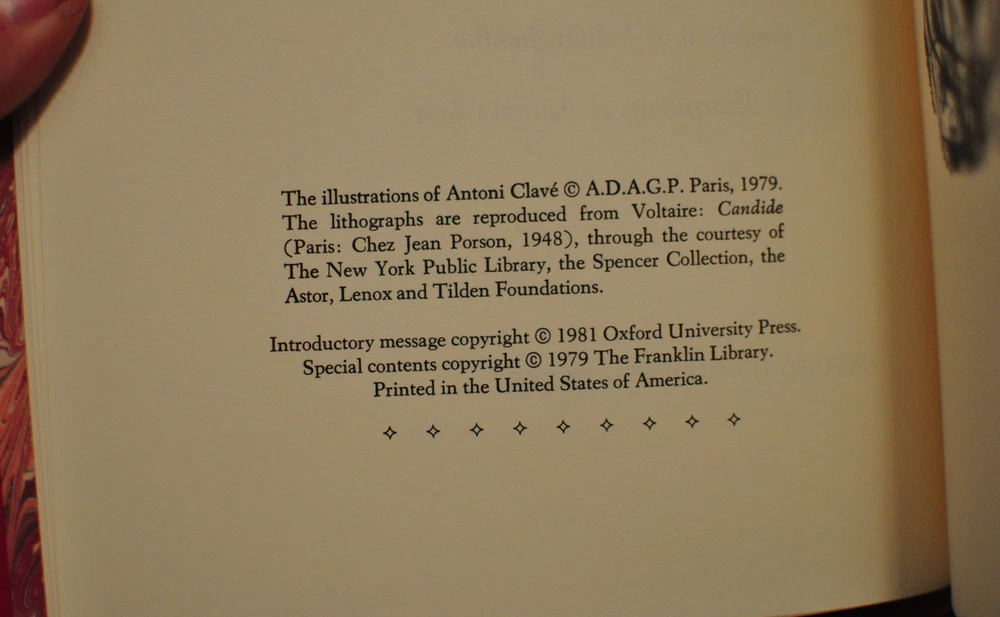 The illustrations of Antoni Clavé © A.D.A.G.P. Paris, 1979.
The lithographs are reproduced from Voltaire: Candide
(Paris: Chez Jean Porson, 1948), through the courtesy of
The New York Public Library, the Spencer Collection, the
Astor, Lenox and Tilden Foundations.
Introductory message copyright © 1981 Oxford University Press.
Special contents copyright © 1979 The Franklin Library.
Printed in the United States of America.